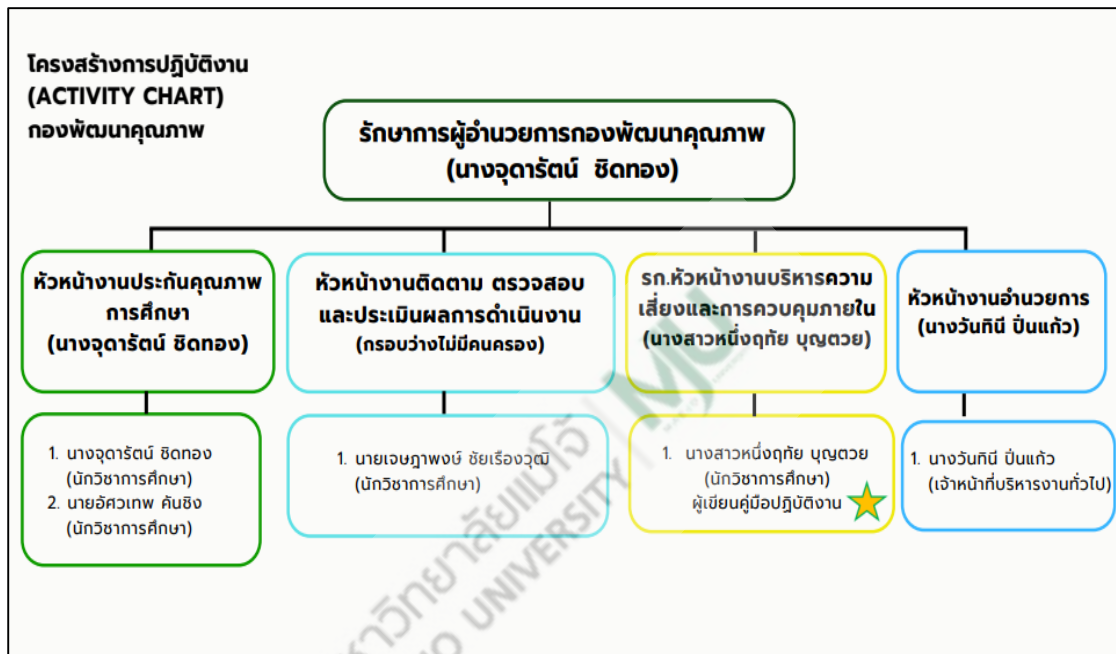 โครงสร้างการปฏิบัติงาน
(ACTIVITY CHART)
กองพัฒนาคุณภาพ
รักษาการผู้อำนวยการกองพัฒนาคุณภาพ
(นางจุดารัตน์ ชิดทอง)
หัวหน้างานประกันคุณภาพ
การศึกษา
(นางจุดารัตน์ ชิดทอง)
หัวหน้างานติดตาม ตรวจสอบ
และประเมินผลการดำเนินงาน
(กรอบว่างไม่มีคนครอง)
รก.หัวหน้างานบริหารความ
เสี่ยงและการควบคุมภายใน
(นางสาวหนึ่งฤทัย บุญตวย)
หัวหน้างานอำนวยการ
(นางวันทินี ปิ่นแก้ว)
1. นางจุดารัตน์ ชิดทอง
(นักวิชาการศึกษา)
2. นายอัศวเทพ คันชิง
(นักวิชาการศึกษา)
1. นายเจษฎาพงษ์ ชัยเรืองวุฒิ
(นักวิชาการศึกษา)
1. นางสาวหนึ่งฤทัย บุญตวย
(นักวิชาการศึกษา)
ผู้เขียนคู่มือปฏิบัติงาน
1. นางวันทินี ปิ่นแก้ว
(เจ้าหน้าที่บริหารงานทั่วไป)
MJU
วิทยาลัยแม่โจ้
UNIVERSITY